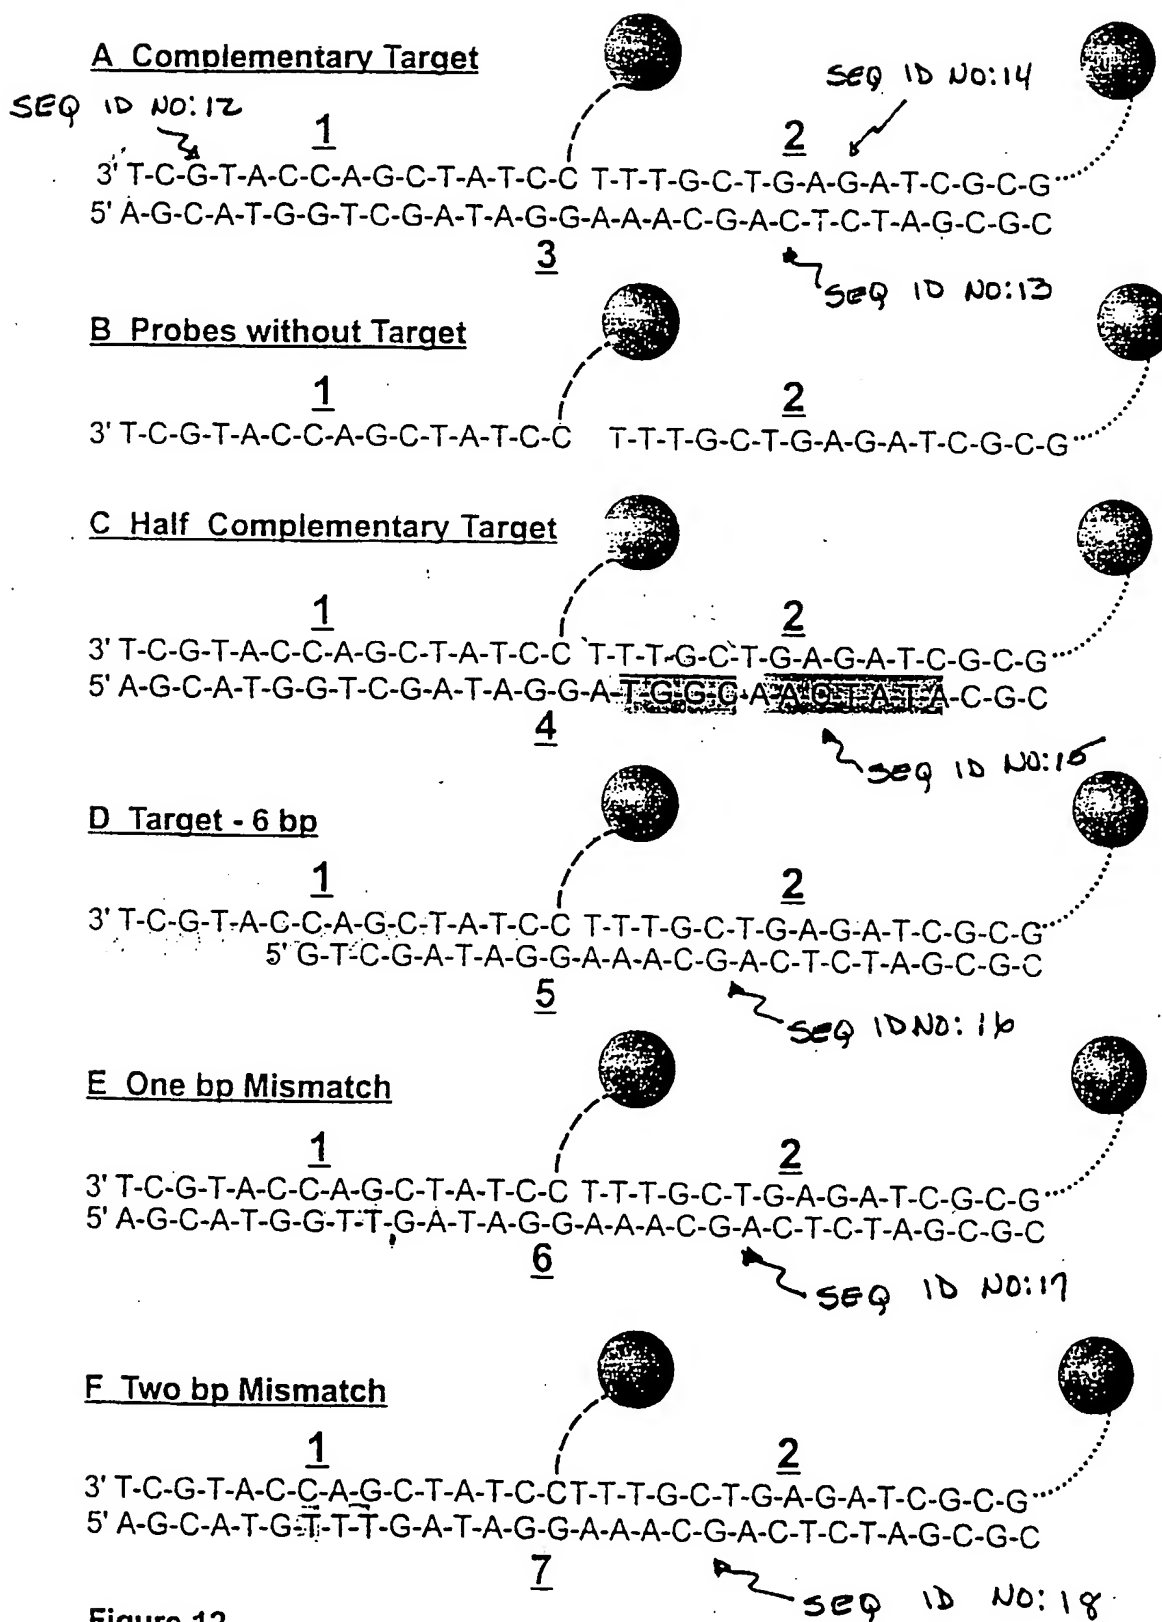 A Complementary Target
SEQ ID NO:12
SEQ ID NO:14
1
2
3' T-C-G-T-A-C-C-A-G-C-T-A-T-C-C T-T-T-G-C-T-G-A-G-A-T-C-G-C-G
5' A-G-C-A-T-G-G-T-C-G-A-T-A-G-G-A-A-A-C-G-A-C-T-C-T-A-G-C-G-C
3
SEQ ID NO:13
B Probes without Target
1
2
3' T-C-G-T-A-C-C-A-G-C-T-A-T-C-C T-T-T-G-C-T-G-A-G-A-T-C-G-C-G
C Half Complementary Target
1
2
3' T-C-G-T-A-C-C-A-G-C-T-A-T-C-C T-T-T-G-C-T-G-A-G-A-T-C-G-C-G
5' A-G-C-A-T-G-G-T-C-G-A-T-A-G-G-A-T-G-G-C-A-A-C-T-A-T-A-C-G-C
4
SEQ ID NO:15
D Target - 6 bp
1
2
3' T-C-G-T-A-C-C-A-G-C-T-A-T-C-C T-T-T-G-C-T-G-A-G-A-T-C-G-C-G
5' G-T-C-G-A-T-A-G-G-A-A-A-C-G-A-C-T-C-T-A-G-C-G-C
5
SEQ ID NO: 16
E One bp Mismatch
1
2
3' T-C-G-T-A-C-C-A-G-C-T-A-T-C-C T-T-T-G-C-T-G-A-G-A-T-C-G-C-G
5' A-G-C-A-T-G-G-T-T-G-A-T-A-G-G-A-A-A-C-G-A-C-T-C-T-A-G-C-G-C
6
SEQ ID NO:17
F Two bp Mismatch
1
2
3' T-C-G-T-A-C-C-A-G-C-T-A-T-C-C-T-T-T-G-C-T-G-A-G-A-T-C-G-C-G
5' A-G-C-A-T-G-T-T-T-G-A-T-A-G-G-A-A-A-C-G-A-C-T-C-T-A-G-C-G-C
7
SEQ ID NO:18
Figure 12